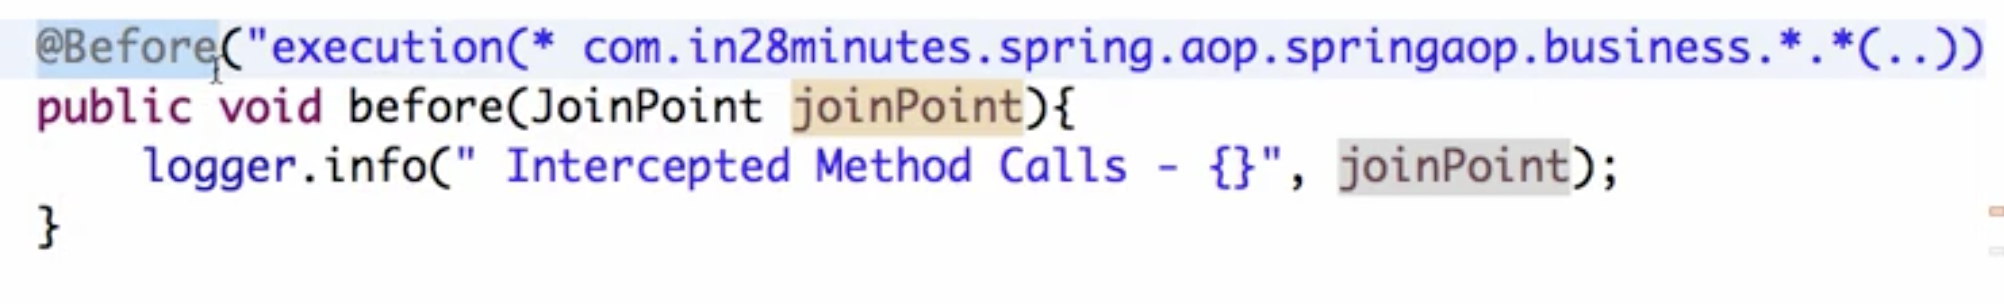 @Before("execution(* com.in28minutes.spring.aop.springaop.business.*.*(..))
public void before(JoinPoint joinPoint){
    logger.info(" Intercepted Method Calls - {}", joinPoint);
}